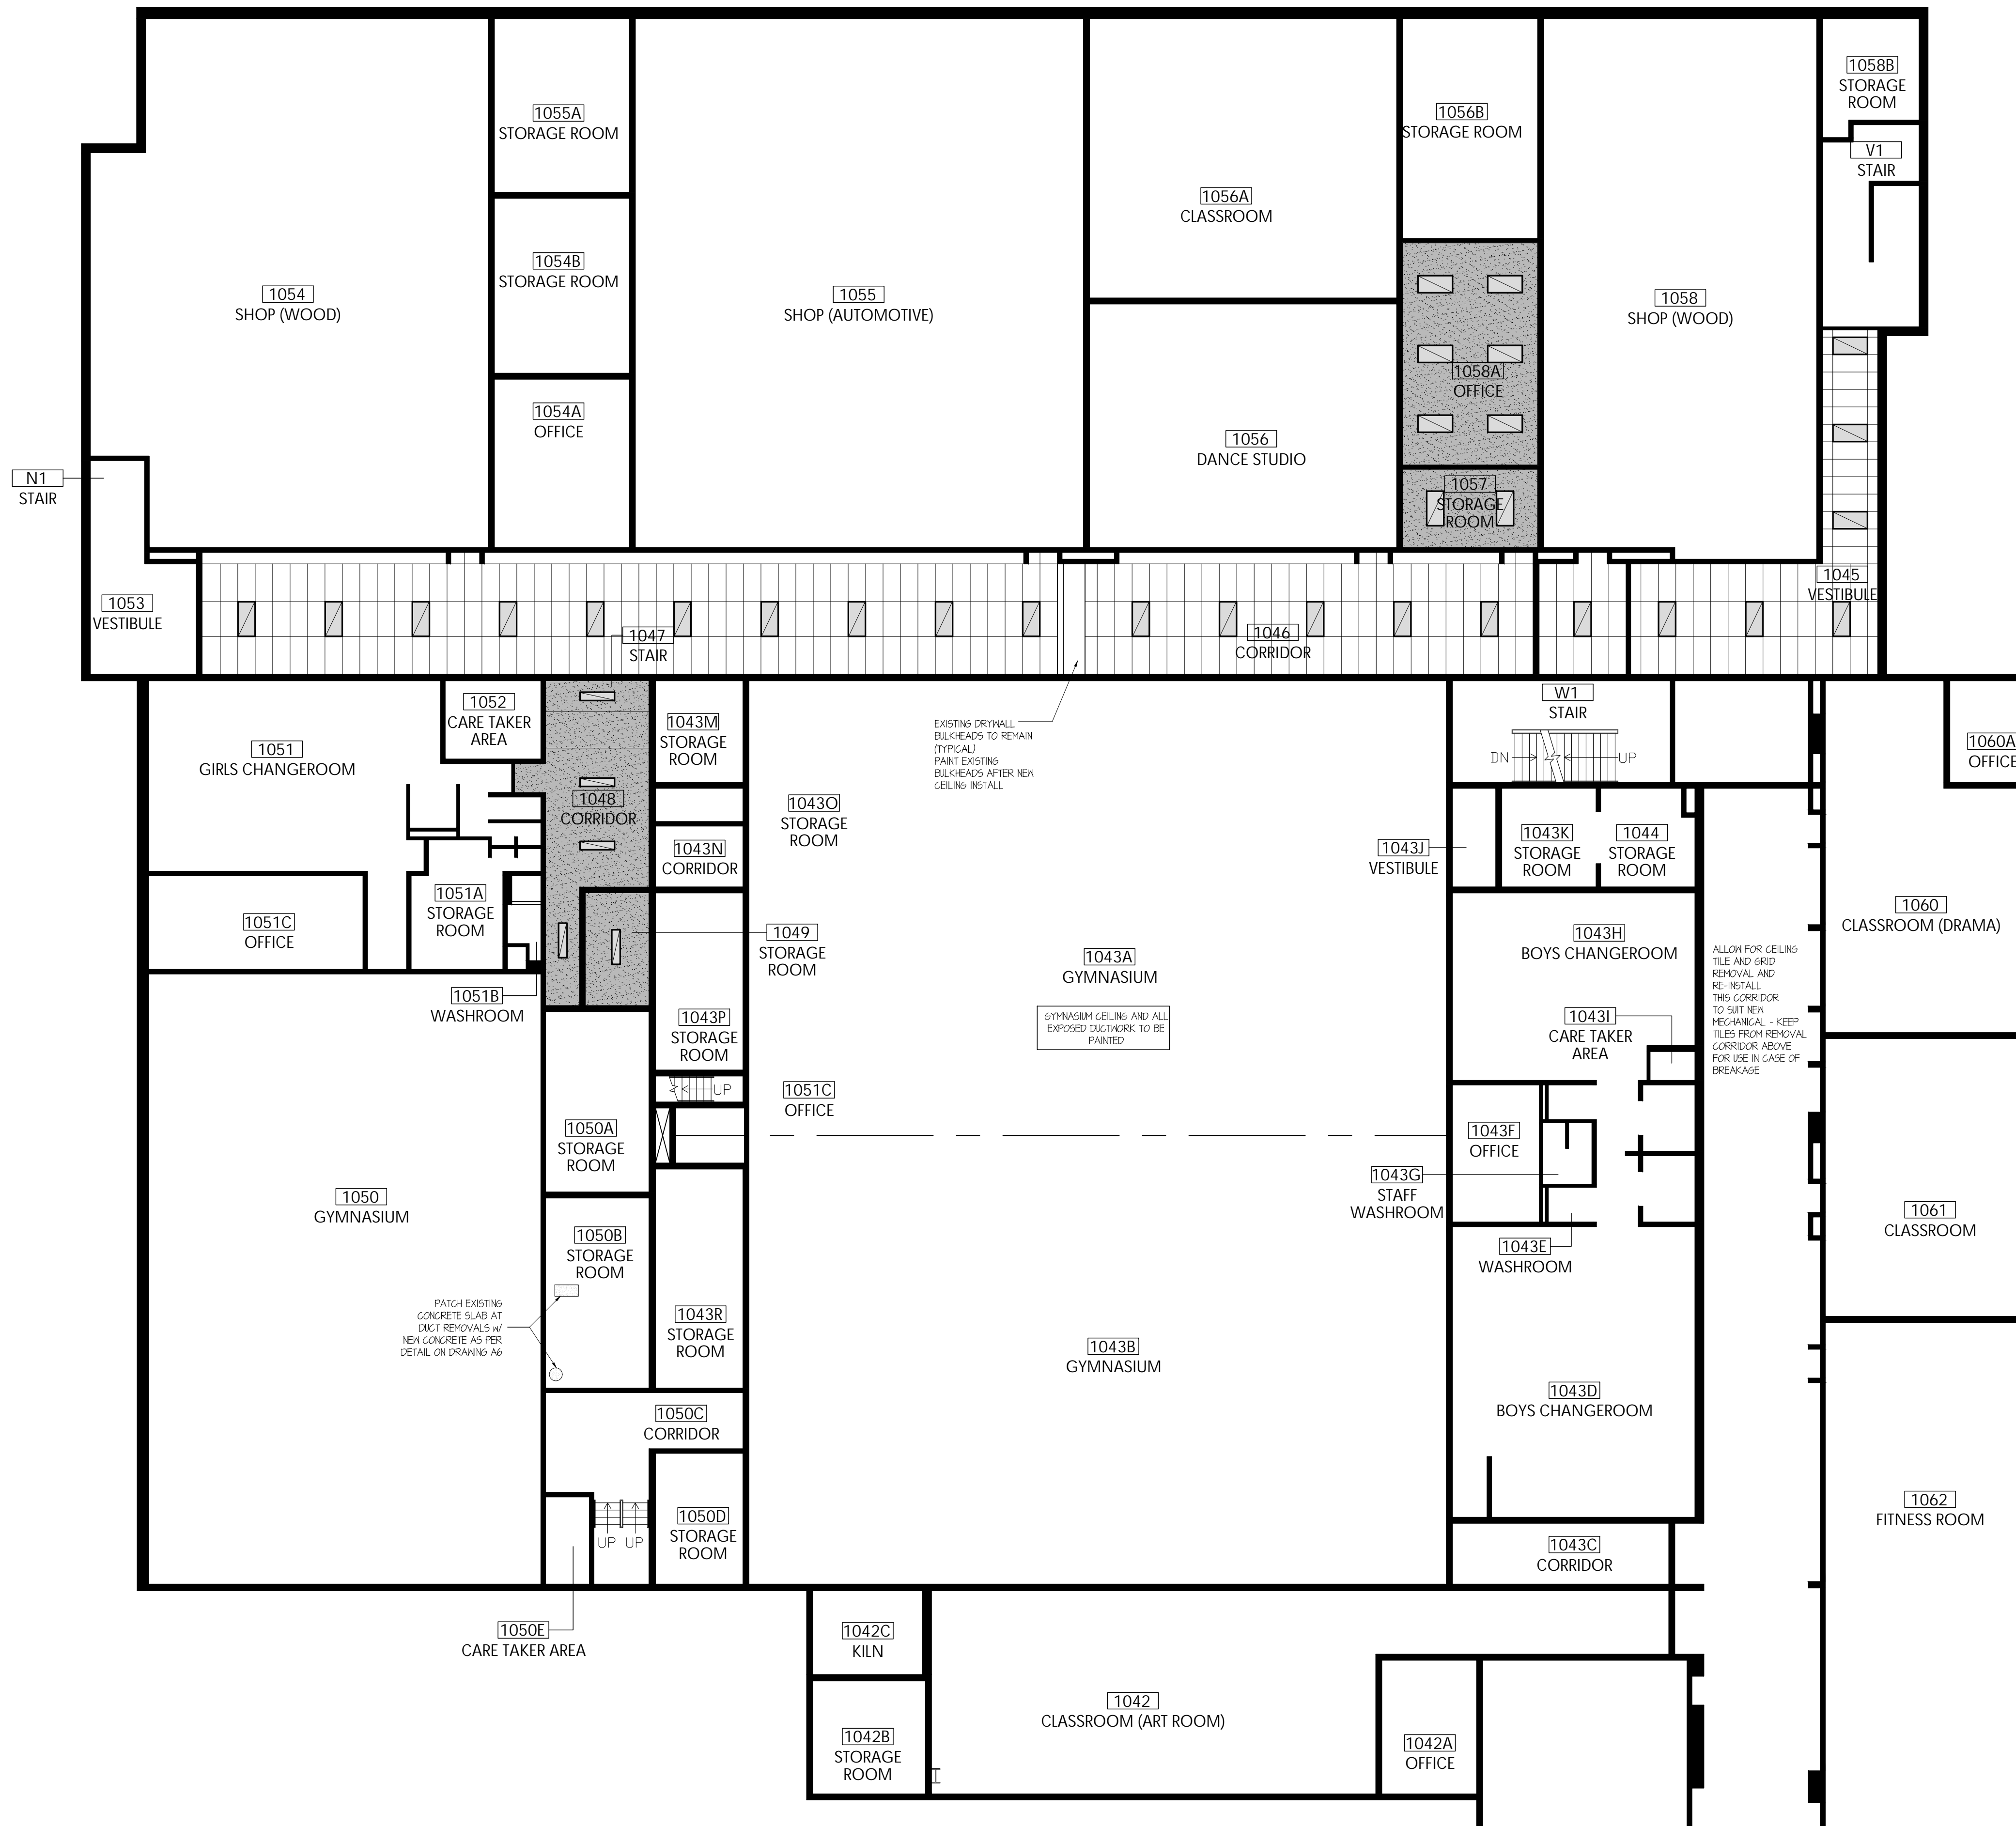 1058B
STORAGE
ROOM
V1
STAIR
1055A
STORAGE ROOM
1056B
STORAGE ROOM
1056A
CLASSROOM
1054B
STORAGE ROOM
1054
SHOP (WOOD)
1055
SHOP (AUTOMOTIVE)
1058
SHOP (WOOD)
1058A
OFFICE
1054A
OFFICE
1056
DANCE STUDIO
N1
STAIR
1057
STORAGE
ROOM
1053
VESTIBULE
1045
VESTIBULE
1047
STAIR
1046
CORRIDOR
1052
CARE TAKER
AREA
1051
GIRLS CHANGEROOM
1043M
STORAGE
ROOM
EXISTING DRYWALL
BULKHEADS TO REMAIN
(TYPICAL)
PAINT EXISTING
BULKHEADS AFTER NEW
CEILING INSTALL
W1
STAIR
DN
UP
1060A
OFFICE
1048
CORRIDOR
1043O
STORAGE
ROOM
1043N
CORRIDOR
1043J
VESTIBULE
1043K
STORAGE
ROOM
1044
STORAGE
ROOM
1051A
STORAGE
ROOM
1051C
OFFICE
1060
CLASSROOM (DRAMA)
1049
STORAGE
ROOM
1043A
GYMNASIUM
1043H
BOYS CHANGEROOM
ALLOW FOR CEILING
TILE AND GRID
REMOVAL AND
RE-INSTALL
THIS CORRIDOR
TO SUIT NEW
MECHANICAL - KEEP
TILES FROM REMOVAL
CORRIDOR ABOVE
FOR USE IN CASE OF
BREAKAGE
1051B
WASHROOM
1043P
STORAGE
ROOM
GYMNASIUM CEILING AND ALL
EXPOSED DUCTWORK TO BE
PAINTED
1043I
CARE TAKER
AREA
UP
1051C
OFFICE
1050A
STORAGE
ROOM
1043F
OFFICE
1043G
STAFF
WASHROOM
1050
GYMNASIUM
1061
CLASSROOM
1050B
STORAGE
ROOM
1043E
WASHROOM
PATCH EXISTING
CONCRETE SLAB AT
DUCT REMOVALS W/
NEW CONCRETE AS PER
DETAIL ON DRAWING A6
1043R
STORAGE
ROOM
1043B
GYMNASIUM
1043D
BOYS CHANGEROOM
1050C
CORRIDOR
1062
FITNESS ROOM
1050D
STORAGE
ROOM
UP UP
1043C
CORRIDOR
1050E
CARE TAKER AREA
1042C
KILN
1042
CLASSROOM (ART ROOM)
1042B
STORAGE
ROOM
1042A
OFFICE